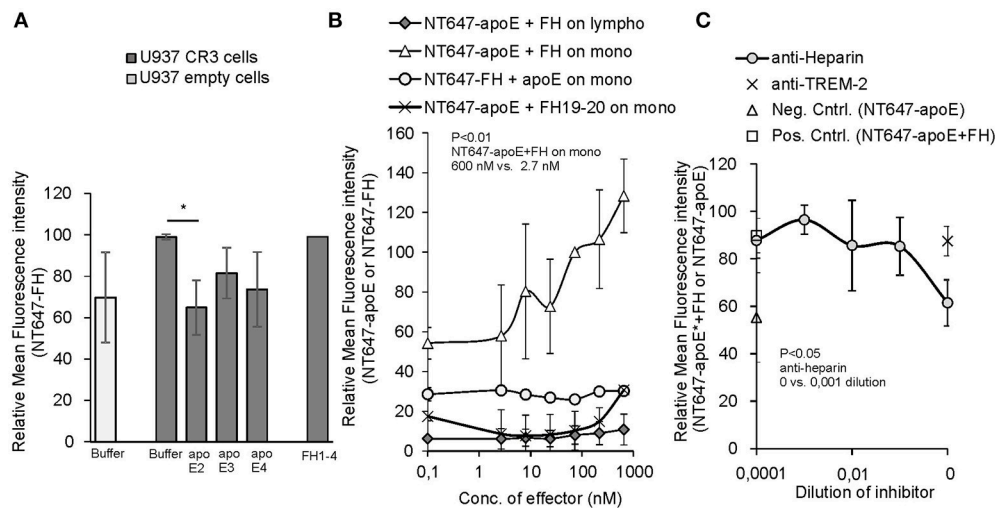 A
U937 CR3 cells
U937 empty cells
Relative Mean Fluorescence intensity
(NT647-FH)
120
100
80
60
40
20
0
*
Buffer
Buffer
apo
E2
apo
E3
apo
E4
FH1-4
B
NT647-apoE + FH on lympho
NT647-apoE + FH on mono
NT647-FH + apoE on mono
NT647-apoE + FH19-20 on mono
Relative Mean Fluorescence intensity
(NT647-apoE or NT647-FH)
160
140
120
100
80
60
40
20
0
P<0.01
NT647-apoE+FH on mono
600 nM vs. 2.7 nM
0,1
1
10
100
1000
Conc. of effector (nM)
C
anti-Heparin
anti-TREM-2
Neg. Cntrl. (NT647-apoE)
Pos. Cntrl. (NT647-apoE+FH)
Relative Mean Fluorescence intensity
(NT647-apoE*+FH or NT647-apoE)
120
100
80
60
40
20
0
P<0.05
anti-heparin
0 vs. 0,001 dilution
0,0001
0,01
0
Dilution of inhibitor